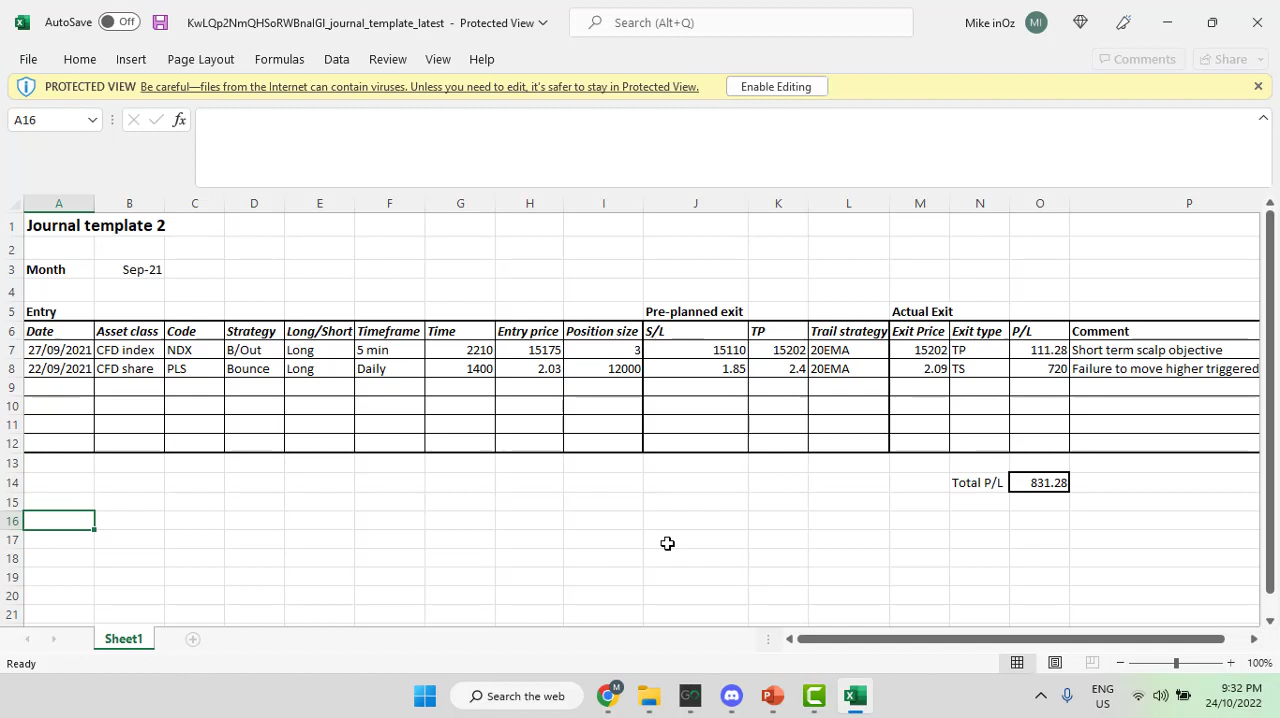 AutoSave Off KwLQp2NmQHSoRWBnalGI_journal_template_latest - Protected View Search (Alt+Q) Mike inOz MI
File Home Insert Page Layout Formulas Data Review View Help Comments Share
PROTECTED VIEW Be careful—files from the Internet can contain viruses. Unless you need to edit, it's safer to stay in Protected View. Enable Editing
A16 fx
A B C D E F G H I J K L M N O P
1 Journal template 2
2
3 Month Sep-21
4
5 Entry Pre-planned exit Actual Exit
6 Date Asset class Code Strategy Long/Short Timeframe Time Entry price Position size S/L TP Trail strategy Exit Price Exit type P/L Comment
7 27/09/2021 CFD index NDX B/Out Long 5 min 2210 15175 3 15110 15202 20EMA 15202 TP 111.28 Short term scalp objective
8 22/09/2021 CFD share PLS Bounce Long Daily 1400 2.03 12000 1.85 2.4 20EMA 2.09 TS 720 Failure to move higher triggered
9
10
11
12
13
14 Total P/L 831.28
15
16
17
18
19
20
21
Sheet1
Ready 100%
Search the web GO ENG US 9:32 PM 24/10/2022